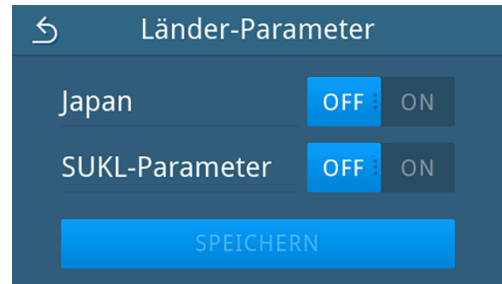 Länder-Parameter
Japan OFF ON
SUKL-Parameter OFF ON
SPEICHERN